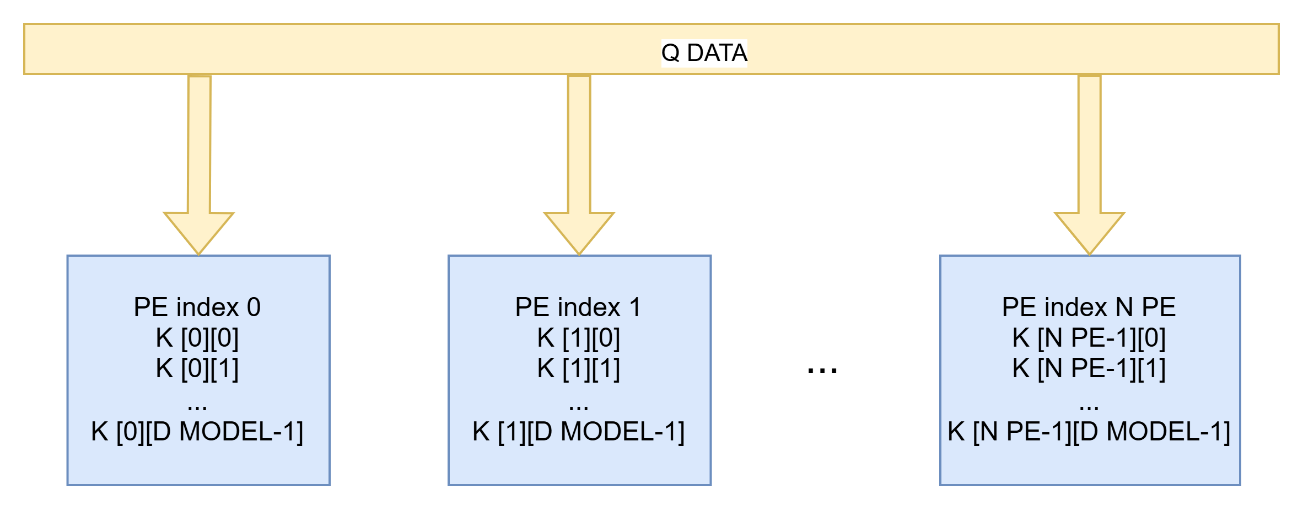 Q DATA
PE index 0
K [0][0]
K [0][1]
...
K [0][D MODEL-1]
PE index 1
K [1][0]
K [1][1]
...
K [1][D MODEL-1]
...
PE index N PE
K [N PE-1][0]
K [N PE-1][1]
...
K [N PE-1][D MODEL-1]